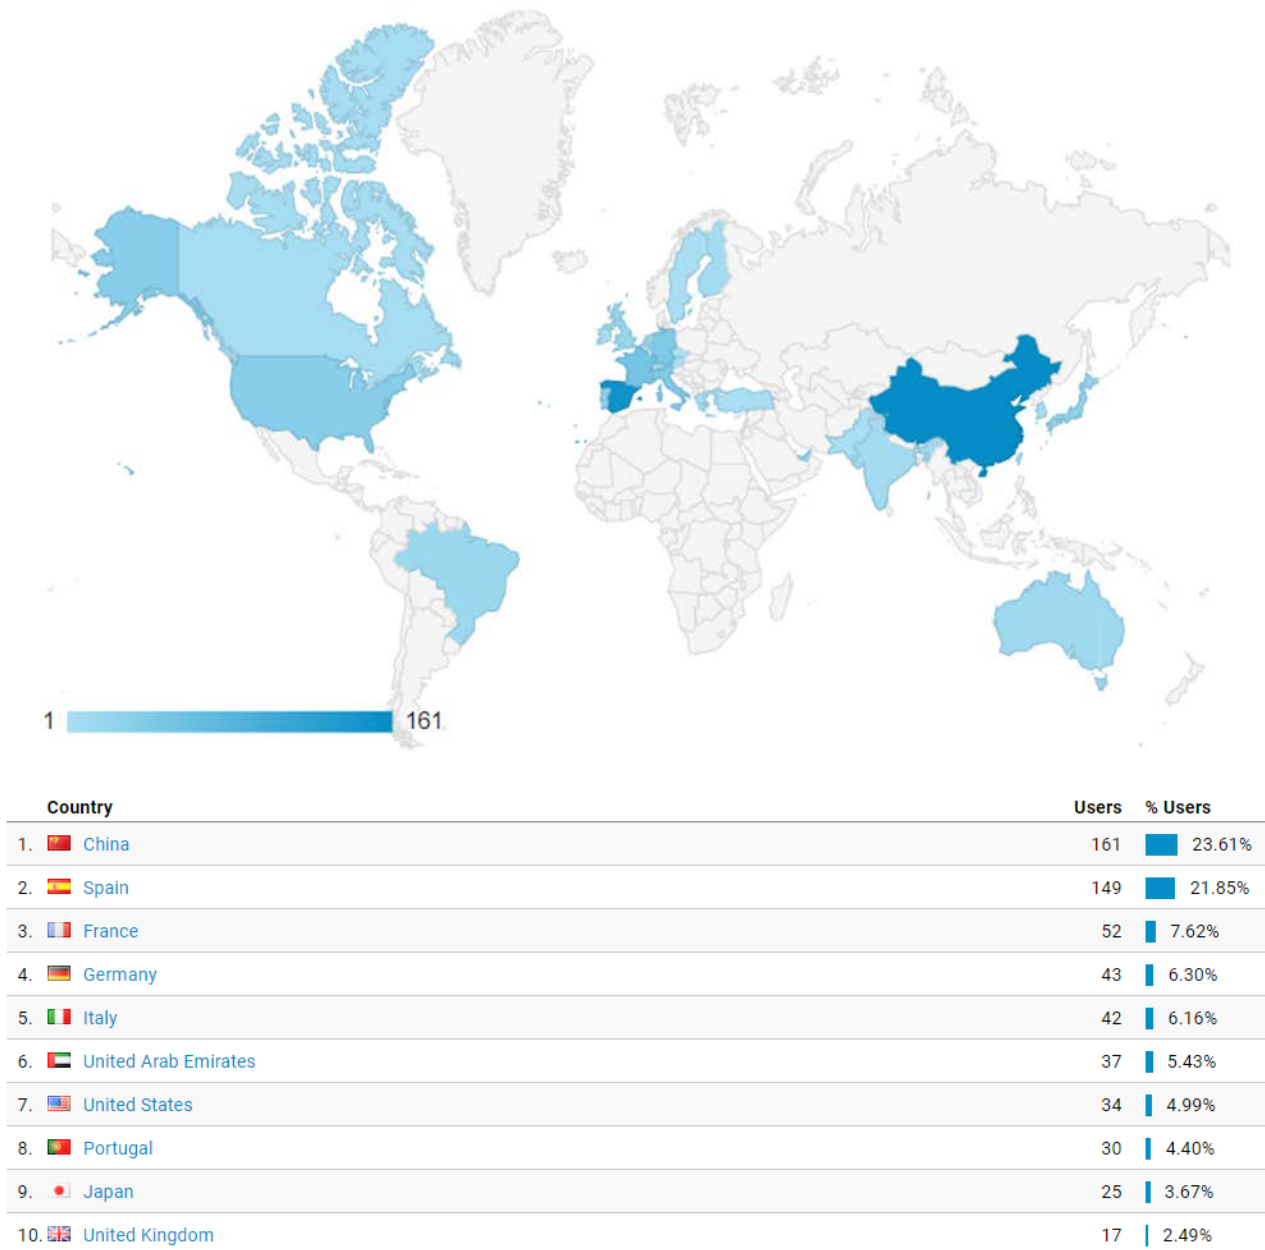 1 161
Country Users % Users
1. China 161 23.61%
2. Spain 149 21.85%
3. France 52 7.62%
4. Germany 43 6.30%
5. Italy 42 6.16%
6. United Arab Emirates 37 5.43%
7. United States 34 4.99%
8. Portugal 30 4.40%
9. Japan 25 3.67%
10. United Kingdom 17 2.49%